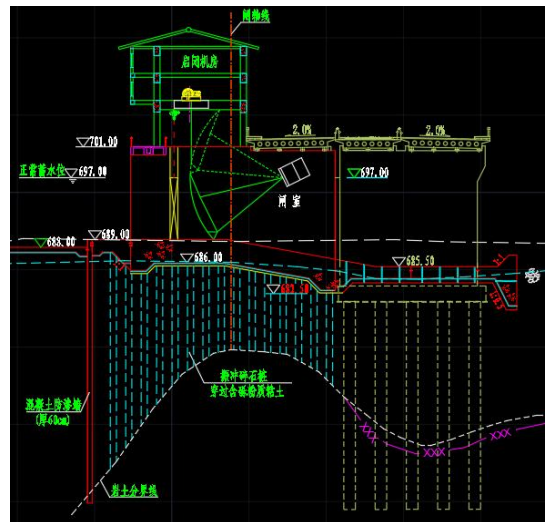 闸轴线
启闭机房
2.0%
2.0%
701.00
正常蓄水位
697.00
697.00
闸室
689.00
688.00
686.00
685.50
振冲碎石桩
穿过含砾粉质粘土
混凝土防渗墙
(厚60cm)
岩土分界线
XXX
XXX
XXX